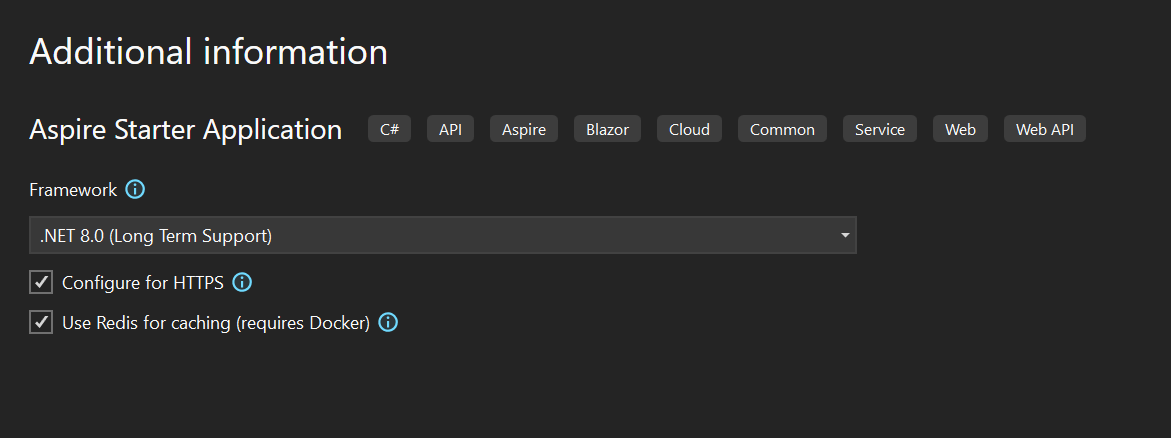 Additional information
Aspire Starter Application C# API Aspire Blazor Cloud Common Service Web Web API
Framework
.NET 8.0 (Long Term Support)
Configure for HTTPS
Use Redis for caching (requires Docker)